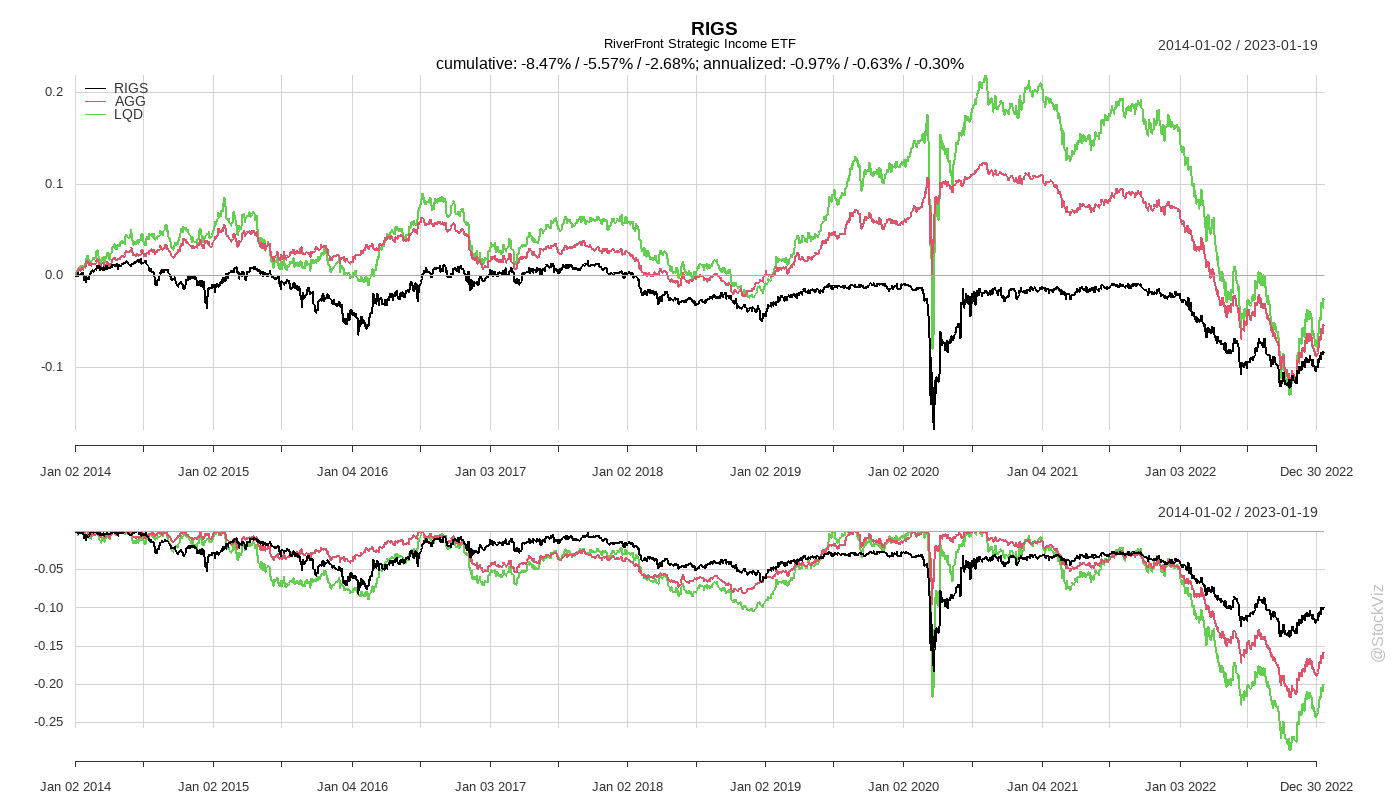 RIGS
RiverFront Strategic Income ETF
2014-01-02 / 2023-01-19
cumulative: -8.47% / -5.57% / -2.68%; annualized: -0.97% / -0.63% / -0.30%
RIGS
AGG
LQD
0.2
0.1
0.0
-0.1
Jan 02 2014 Jan 02 2015 Jan 04 2016 Jan 03 2017 Jan 02 2018 Jan 02 2019 Jan 02 2020 Jan 04 2021 Jan 03 2022 Dec 30 2022
2014-01-02 / 2023-01-19
-0.05
-0.10
-0.15
-0.20
-0.25
Jan 02 2014 Jan 02 2015 Jan 04 2016 Jan 03 2017 Jan 02 2018 Jan 02 2019 Jan 02 2020 Jan 04 2021 Jan 03 2022 Dec 30 2022
@StockViz